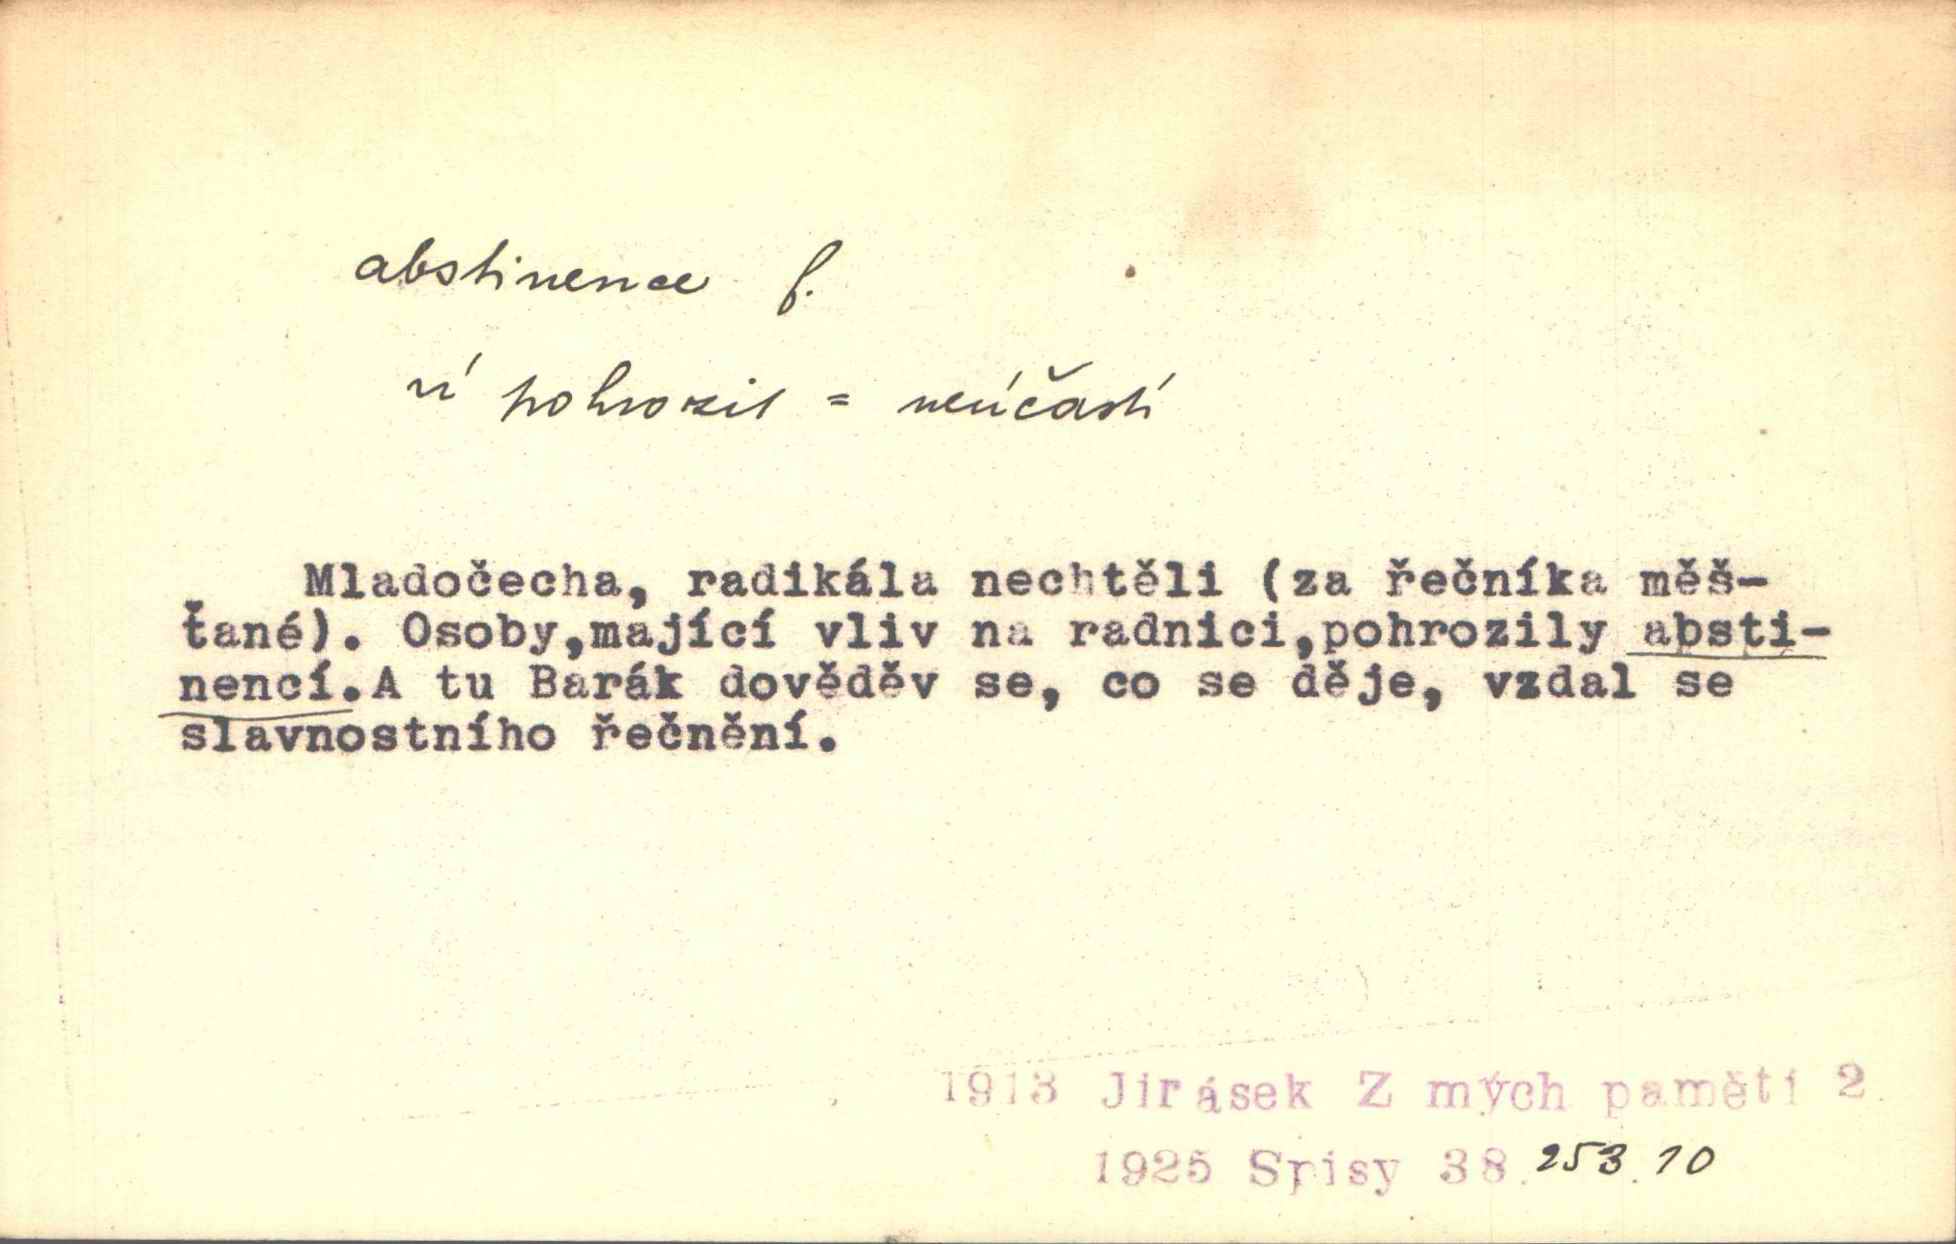 abstinence f.
~í pohrozit = neúčastí
Mladočecha, radikála nechtěli (za řečníka měš-
ťané). Osoby,mající vliv na radnici,pohrozily absti-
nencí.A tu Barák dověděv se, co se děje, vzdal se
slavnostního řečnění.
1913 Jirásek Z mých pamětí 2.
1925 Spisy 38.253.10